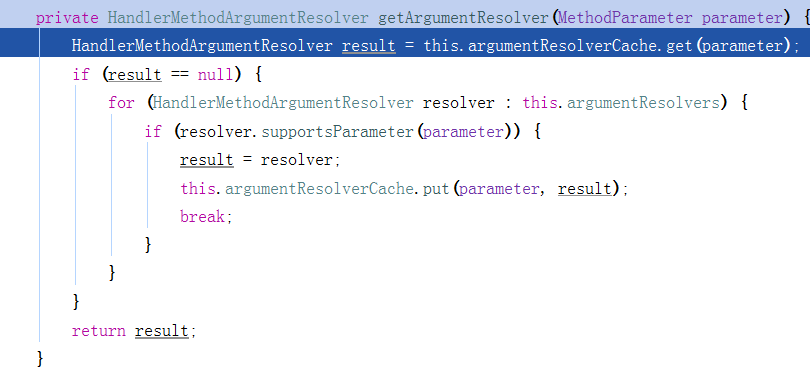 private HandlerMethodArgumentResolver getArgumentResolver(MethodParameter parameter) {
HandlerMethodArgumentResolver result = this.argumentResolverCache.get(parameter);
if (result == null) {
for (HandlerMethodArgumentResolver resolver : this.argumentResolvers) {
if (resolver.supportsParameter(parameter)) {
result = resolver;
this.argumentResolverCache.put(parameter, result);
break;
}
}
}
return result;
}